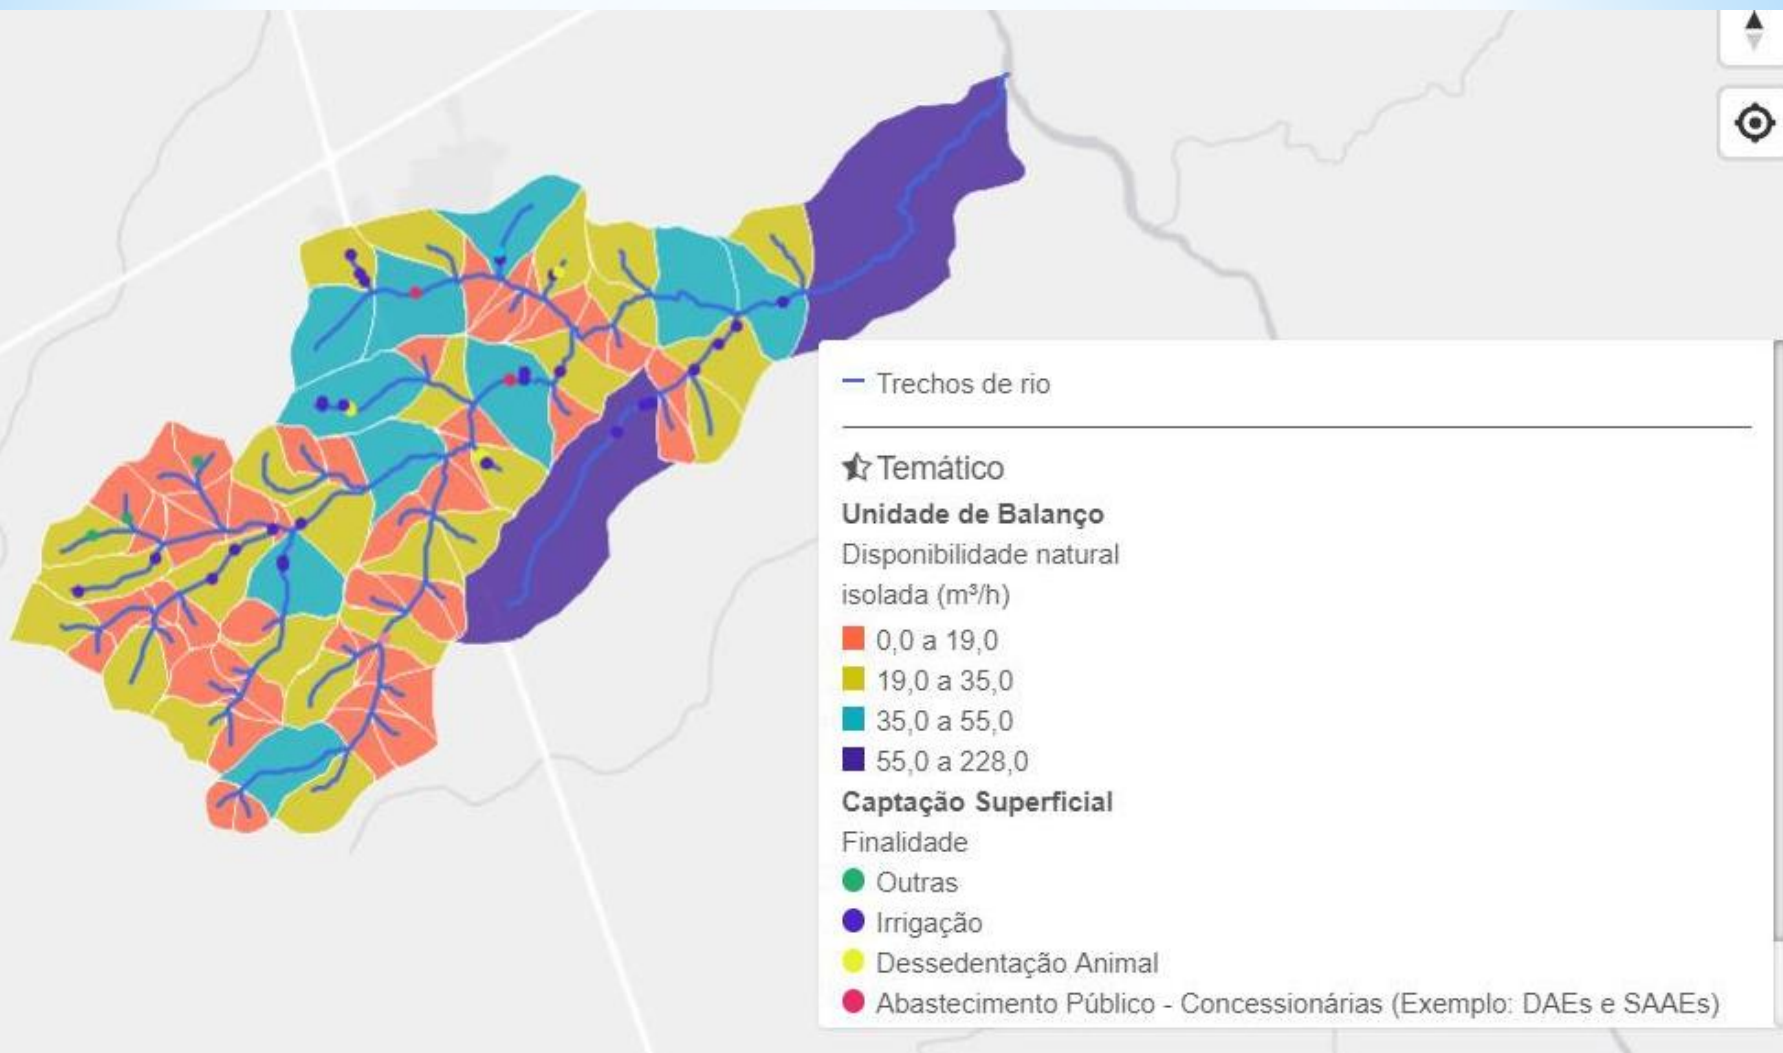 Trechos de rio
Temático
Unidade de Balanço
Disponibilidade natural
isolada (m³/h)
0,0 a 19,0
19,0 a 35,0
35,0 a 55,0
55,0 a 228,0
Captação Superficial
Finalidade
Outras
Irrigação
Dessedentação Animal
Abastecimento Público - Concessionárias (Exemplo: DAEs e SAAEs)